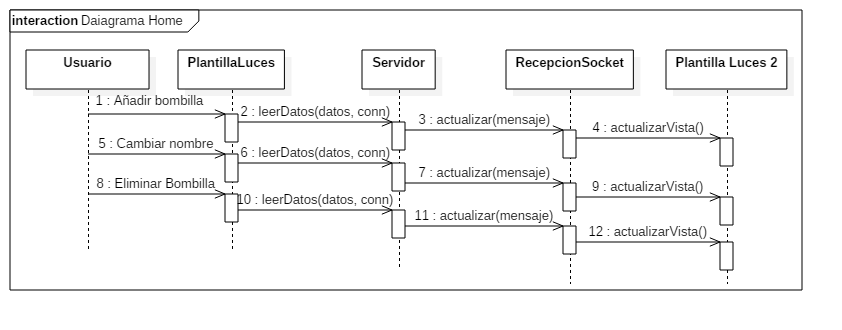 interaction Daiagrama Home
Usuario
PlantillaLuces
Servidor
RecepcionSocket
Plantilla Luces 2
1 : Añadir bombilla
2 : leerDatos(datos, conn)
3 : actualizar(mensaje)
4 : actualizarVista()
5 : Cambiar nombre
6 : leerDatos(datos, conn)
7 : actualizar(mensaje)
8 : Eliminar Bombilla
9 : actualizarVista()
10 : leerDatos(datos, conn)
11 : actualizar(mensaje)
12 : actualizarVista()